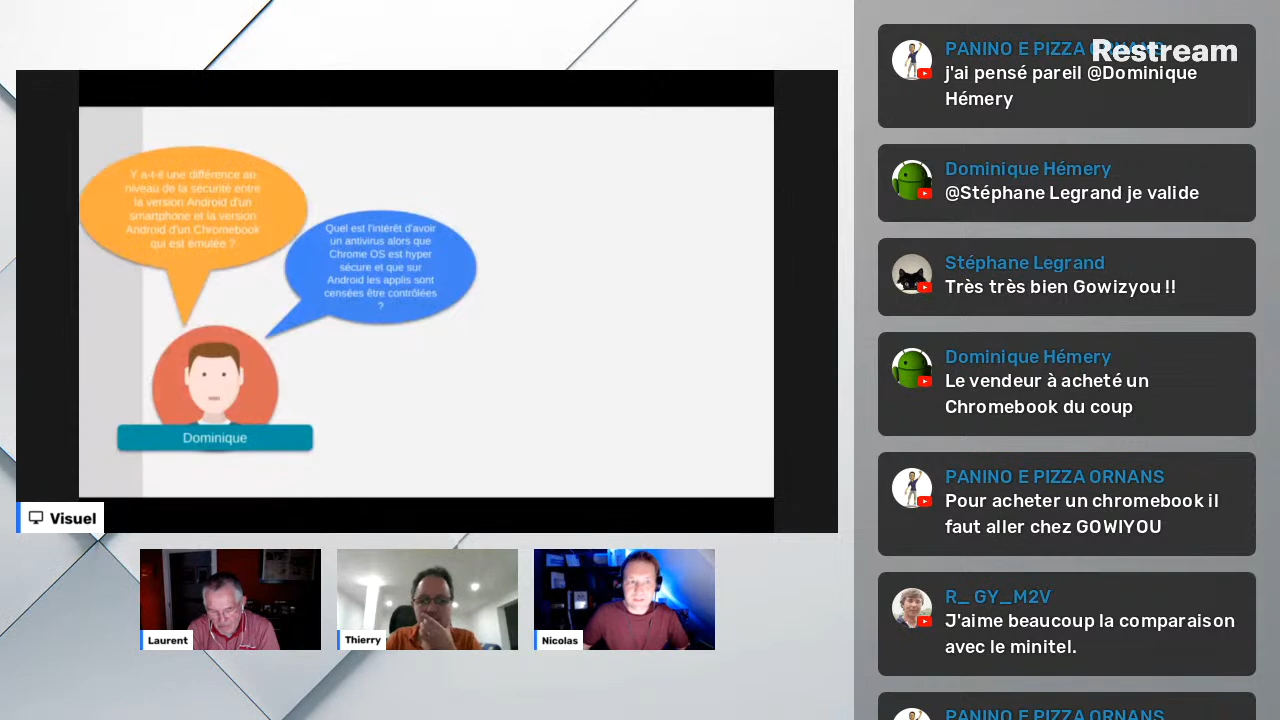 Y a-t-il une différence au
niveau de la sécurité entre
la version Android d'un
smartphone et la version
Android d'un Chromebook
qui est émulée ?
Quel est l'intérêt d'avoir
un antivirus alors que
Chrome OS est hyper
sécure et que sur
Android les applis sont
censées être contrôlées
?
Dominique
Visuel
Laurent
Thierry
Nicolas
Restream
PANINO E PIZZA ORNANS
j'ai pensé pareil @Dominique
Hémery
Dominique Hémery
@Stéphane Legrand je valide
Stéphane Legrand
Très très bien Gowizyou !!
Dominique Hémery
Le vendeur à acheté un
Chromebook du coup
PANINO E PIZZA ORNANS
Pour acheter un chromebook il
faut aller chez GOWIYOU
R_ GY_M2V
J'aime beaucoup la comparaison
avec le minitel.
PANINO E PIZZA ORNANS